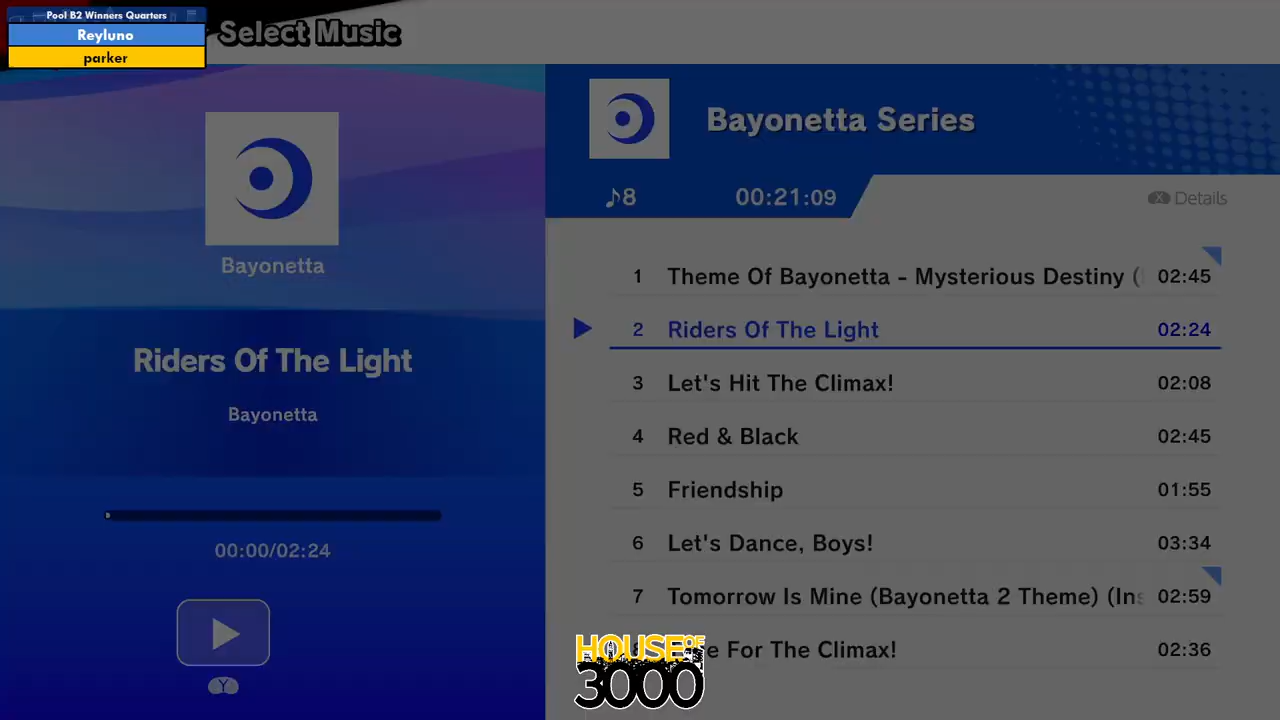 Pool B2 Winners Quarters
Reyluno
parker
Select Music
Bayonetta
Riders Of The Light
Bayonetta
00:00/02:24
Y
Bayonetta Series
♪8 00:21:09
X Details
1 Theme Of Bayonetta - Mysterious Destiny ( 02:45
2 Riders Of The Light 02:24
3 Let's Hit The Climax! 02:08
4 Red & Black 02:45
5 Friendship 01:55
6 Let's Dance, Boys! 03:34
7 Tomorrow Is Mine (Bayonetta 2 Theme) (Ins 02:59
8 For The Climax! 02:36
HOUSE OF
3000